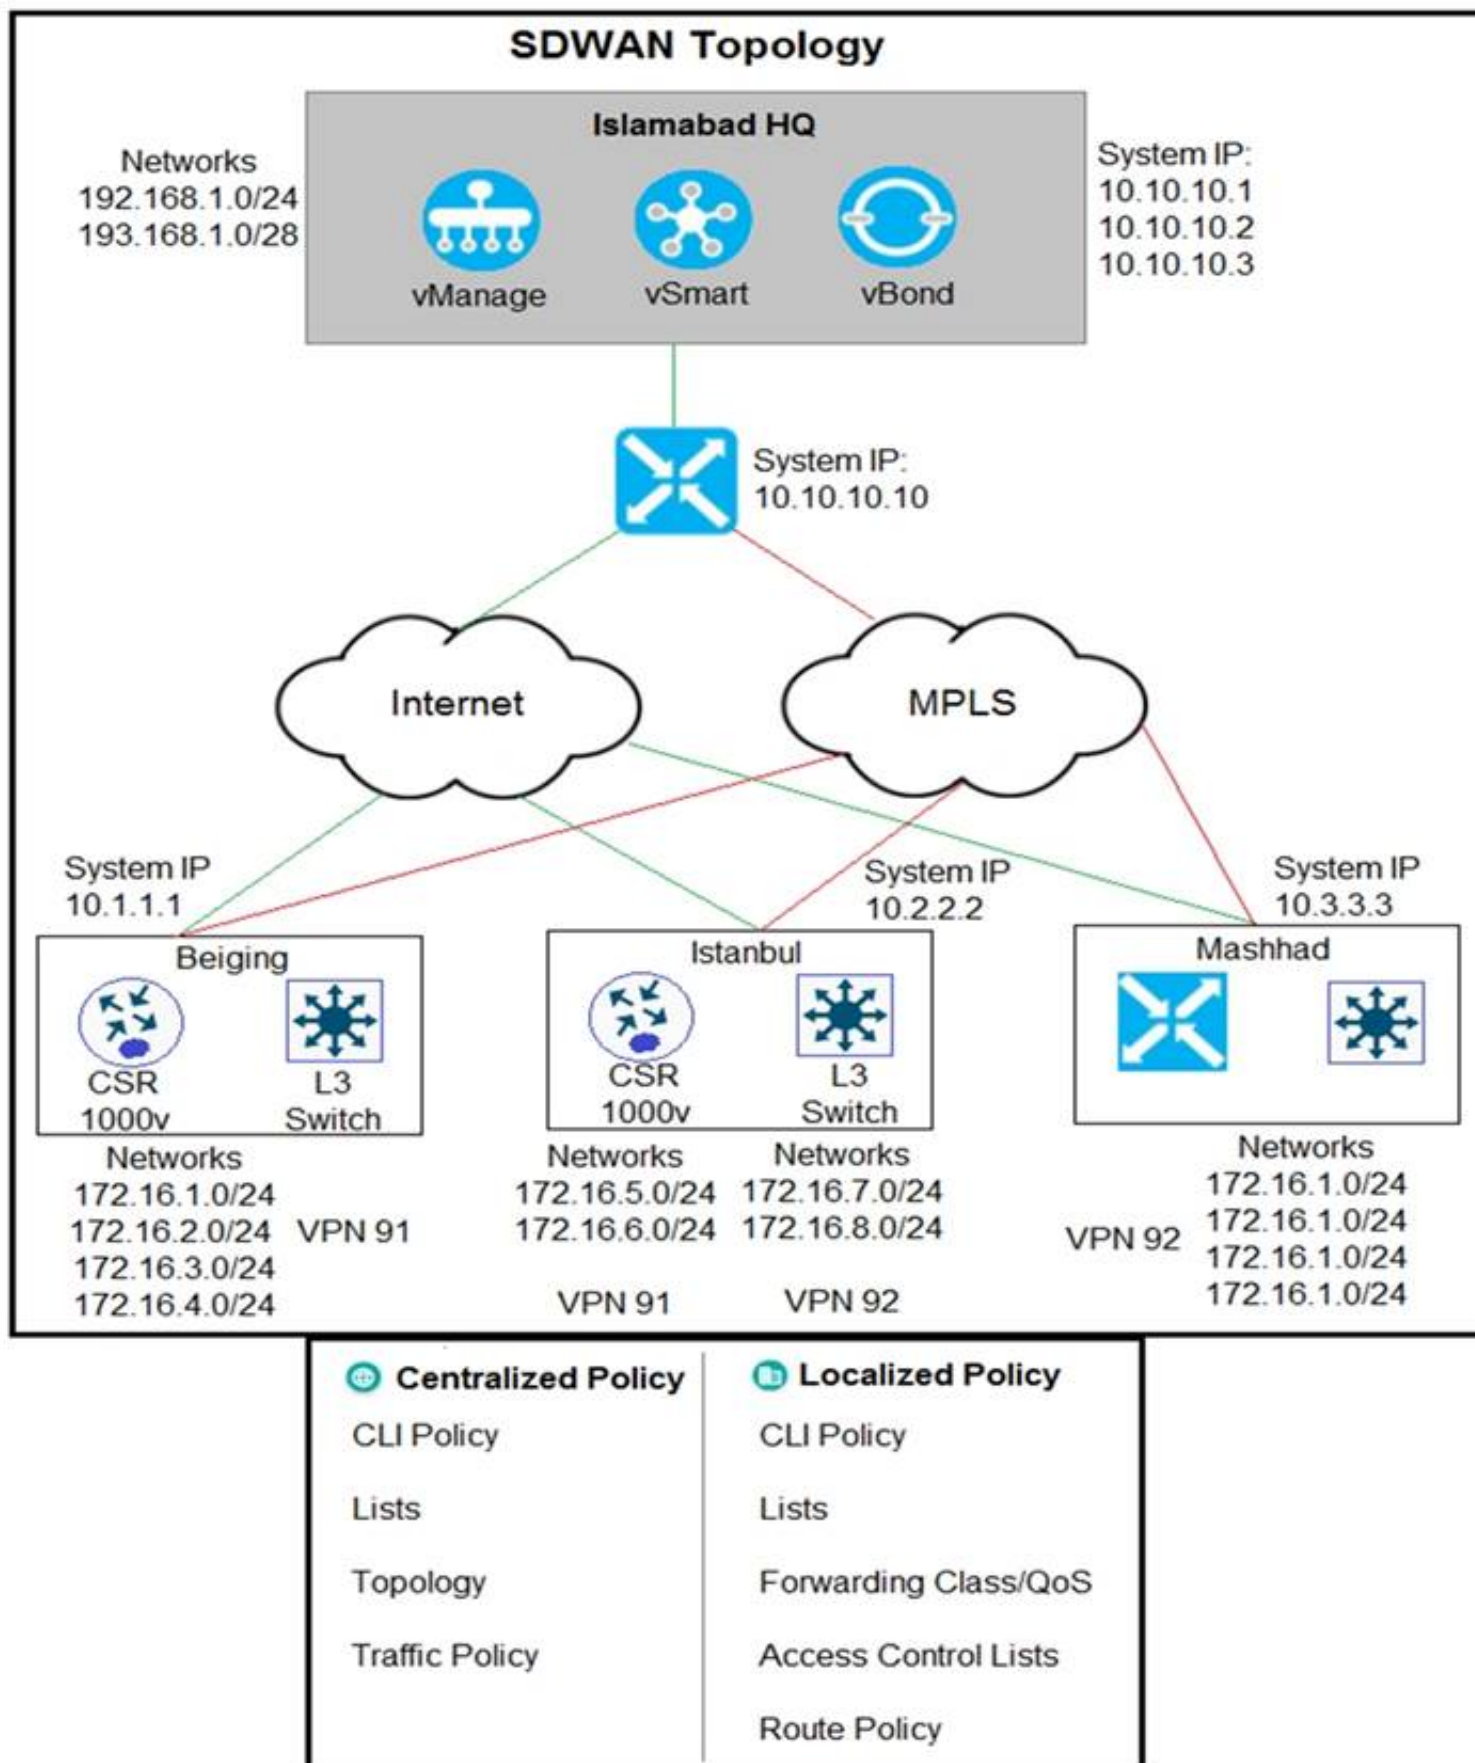 SDWAN Topology
Islamabad HQ
Networks
192.168.1.0/24
193.168.1.0/28
vManage
vSmart
vBond
System IP:
10.10.10.1
10.10.10.2
10.10.10.3
System IP:
10.10.10.10
Internet
MPLS
System IP
10.1.1.1
System IP
10.2.2.2
System IP
10.3.3.3
Beiging
CSR
1000v
L3
Switch
Istanbul
CSR
1000v
L3
Switch
Mashhad
Networks
172.16.1.0/24
172.16.2.0/24
172.16.3.0/24
172.16.4.0/24
VPN 91
Networks
172.16.5.0/24
172.16.6.0/24
VPN 91
Networks
172.16.7.0/24
172.16.8.0/24
VPN 92
VPN 92
Networks
172.16.1.0/24
172.16.1.0/24
172.16.1.0/24
172.16.1.0/24
Centralized Policy
CLI Policy
Lists
Topology
Traffic Policy
Localized Policy
CLI Policy
Lists
Forwarding Class/QoS
Access Control Lists
Route Policy